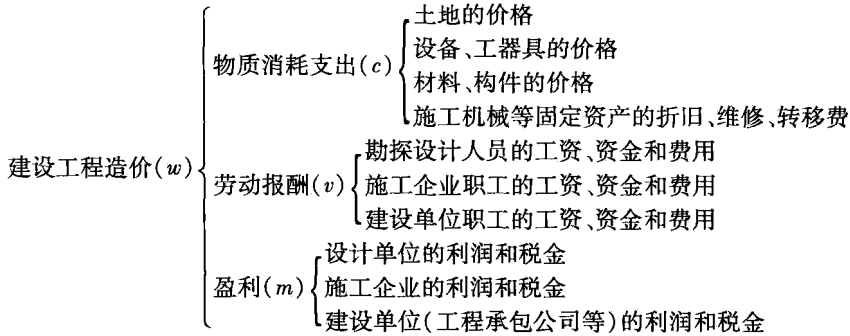 土地的价格
设备、工器具的价格
物质消耗支出(c)
材料、构件的价格
施工机械等固定资产的折旧、维修、转移费
勘探设计人员的工资、资金和费用
建设工程造价(w)
劳动报酬(v)
施工企业职工的工资、资金和费用
建设单位职工的工资、资金和费用
设计单位的利润和税金
盈利(m)
施工企业的利润和税金
建设单位(工程承包公司等)的利润和税金